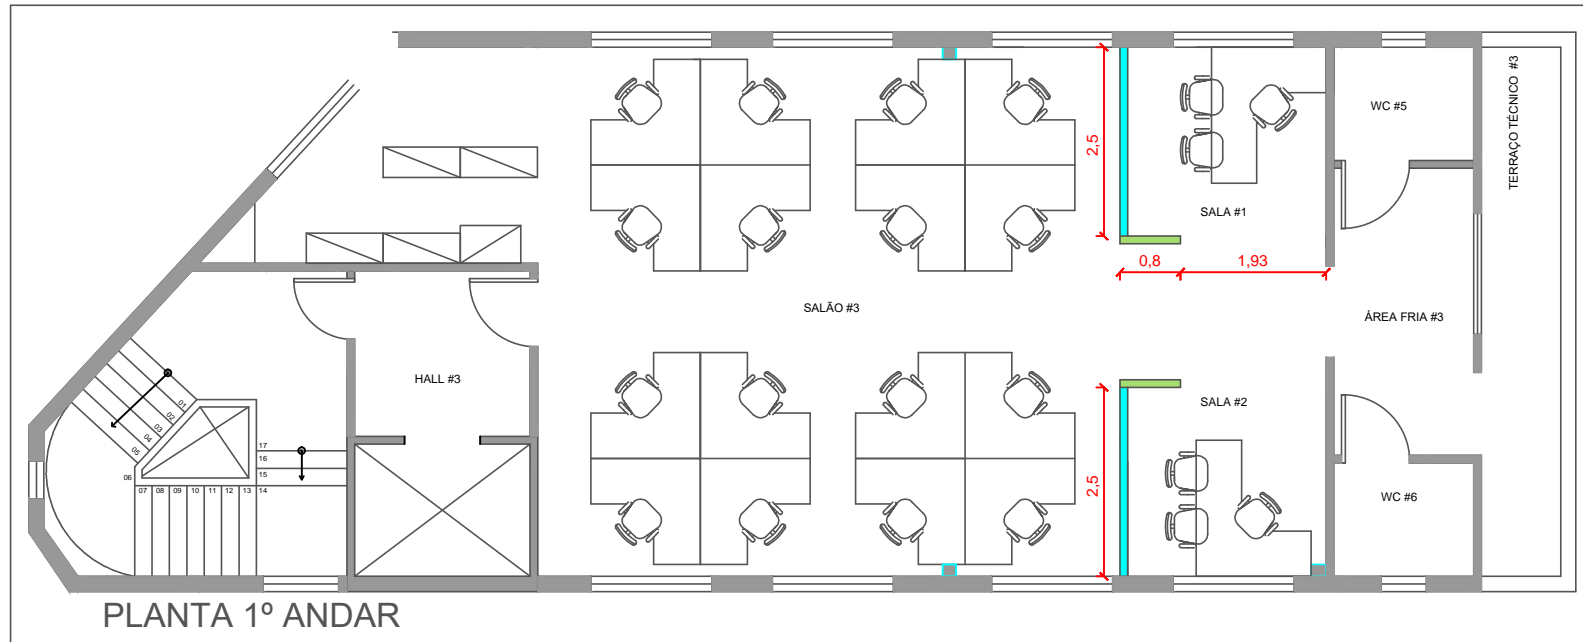 TERRAÇO TÉCNICO #3
WC #5
2,5
SALA #1
0,8
1,93
SALÃO #3
ÁREA FRIA #3
HALL #3
SALA #2
01
02
03
04
05
06
07
08
09
10
11
12
13
14
15
16
17
2,5
WC #6
PLANTA 1º ANDAR